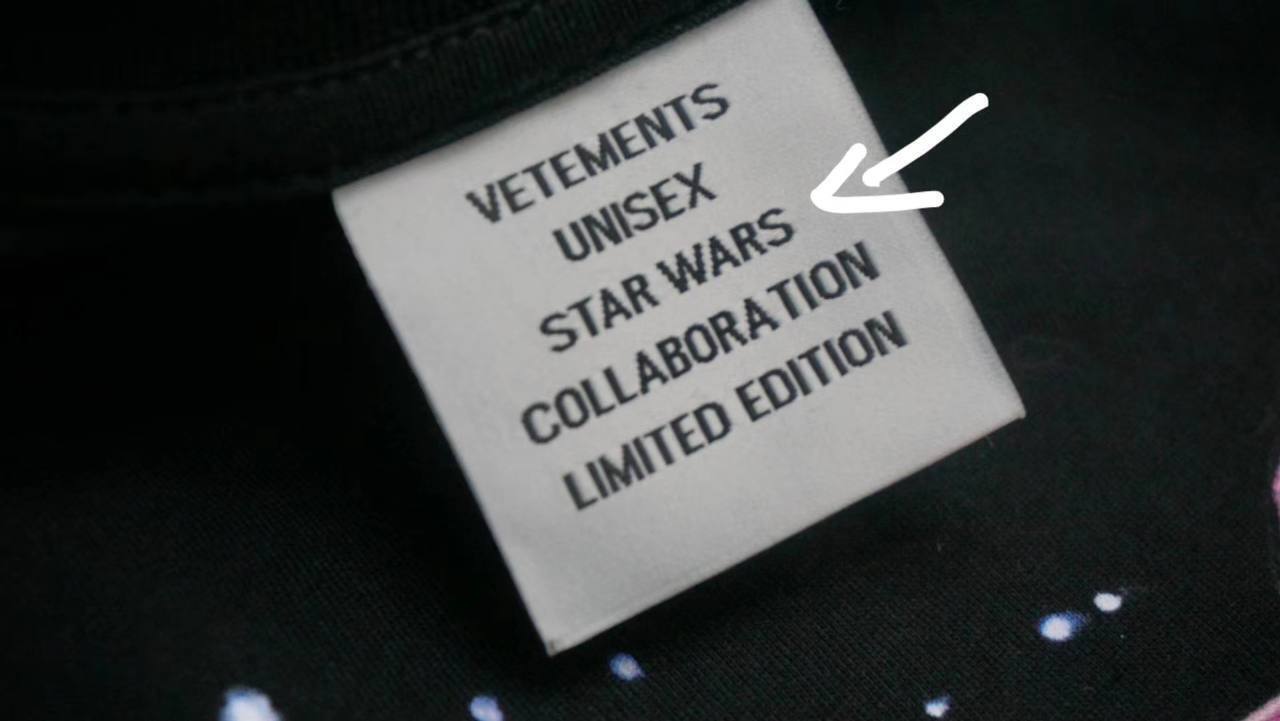 VETEMENTS
UNISEX
STAR WARS
COLLABORATION
LIMITED EDITION